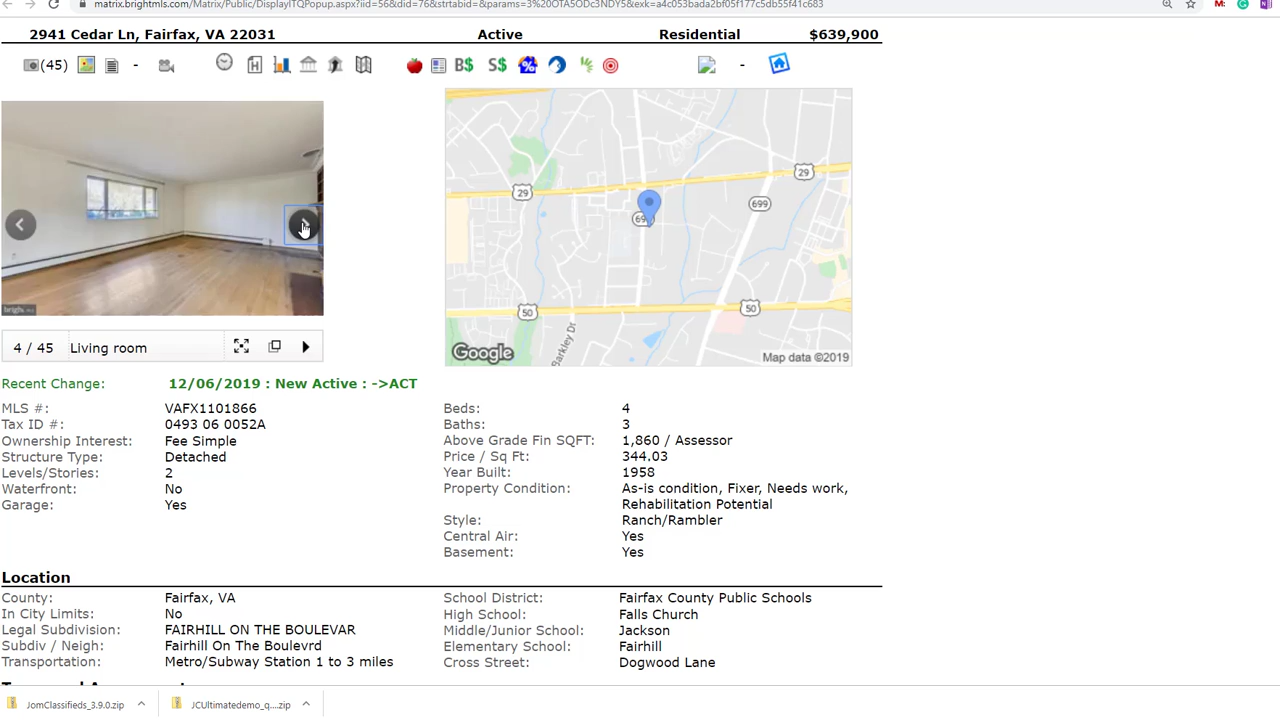 matrix.brightmls.com/Matrix/Public/DisplayITQPopup.aspx?iid=56&did=76&strtabid=&params=3%20OTA5ODc3NDY5&exk=a4c053bada2bf05f177c5db55f41c683
2941 Cedar Ln, Fairfax, VA 22031 Active Residential $639,900
(45) - B$ S$ -
29
29
699
50
50
Barkley Dr
Google
Map data ©2019
4 / 45 Living room
Recent Change: 12/06/2019 : New Active : ->ACT
MLS #: VAFX1101866 Beds: 4
Tax ID #: 0493 06 0052A Baths: 3
Ownership Interest: Fee Simple Above Grade Fin SQFT: 1,860 / Assessor
Structure Type: Detached Price / Sq Ft: 344.03
Levels/Stories: 2 Year Built: 1958
Waterfront: No Property Condition: As-is condition, Fixer, Needs work,
Garage: Yes Rehabilitation Potential
Style: Ranch/Rambler
Central Air: Yes
Basement: Yes
Location
County: Fairfax, VA School District: Fairfax County Public Schools
In City Limits: No High School: Falls Church
Legal Subdivision: FAIRHILL ON THE BOULEVAR Middle/Junior School: Jackson
Subdiv / Neigh: Fairhill On The Boulevrd Elementary School: Fairhill
Transportation: Metro/Subway Station 1 to 3 miles Cross Street: Dogwood Lane
JomClassifieds_3.9.0.zip JCUltimatedemo_q....zip